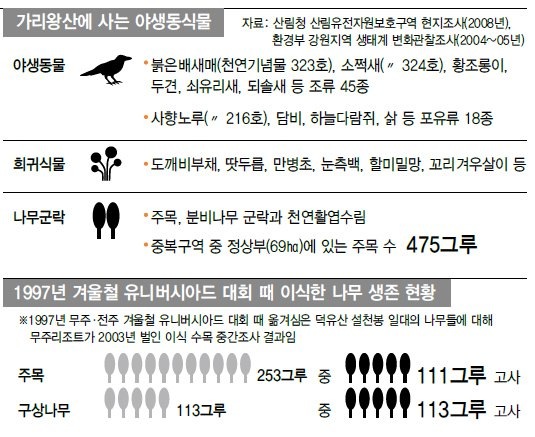 가리왕산에 사는 야생동식물
자료 : 산림청 산림유전자원보호구역 현지조사(2008년),
환경부 강원지역 생태계 변화관찰조사(2004~05년)
야생동물
• 붉은배새매(천연기념물 323호), 소쩍새(〃 324호), 황조롱이,
두견, 쇠유리새, 되솔새 등 조류 45종
• 사향노루(〃 216호), 담비, 하늘다람쥐, 삵 등 포유류 18종
희귀식물
• 도깨비부채, 땃두릅, 만병초, 눈측백, 할미밀망, 꼬리겨우살이 등
나무군락
• 주목, 분비나무 군락과 천연활엽수림
• 중복구역 중 정상부(69㏊)에 있는 주목 수 475그루
1997년 겨울철 유니버시아드 대회 때 이식한 나무 생존 현황
※1997년 무주·전주 겨울철 유니버시아드 대회 때 옮겨심은 덕유산 설천봉 일대의 나무들에 대해
무주리조트가 2003년 벌인 이식 수목 중간조사 결과임
주목 253그루 중 111그루 고사
구상나무 113그루 중 113그루 고사